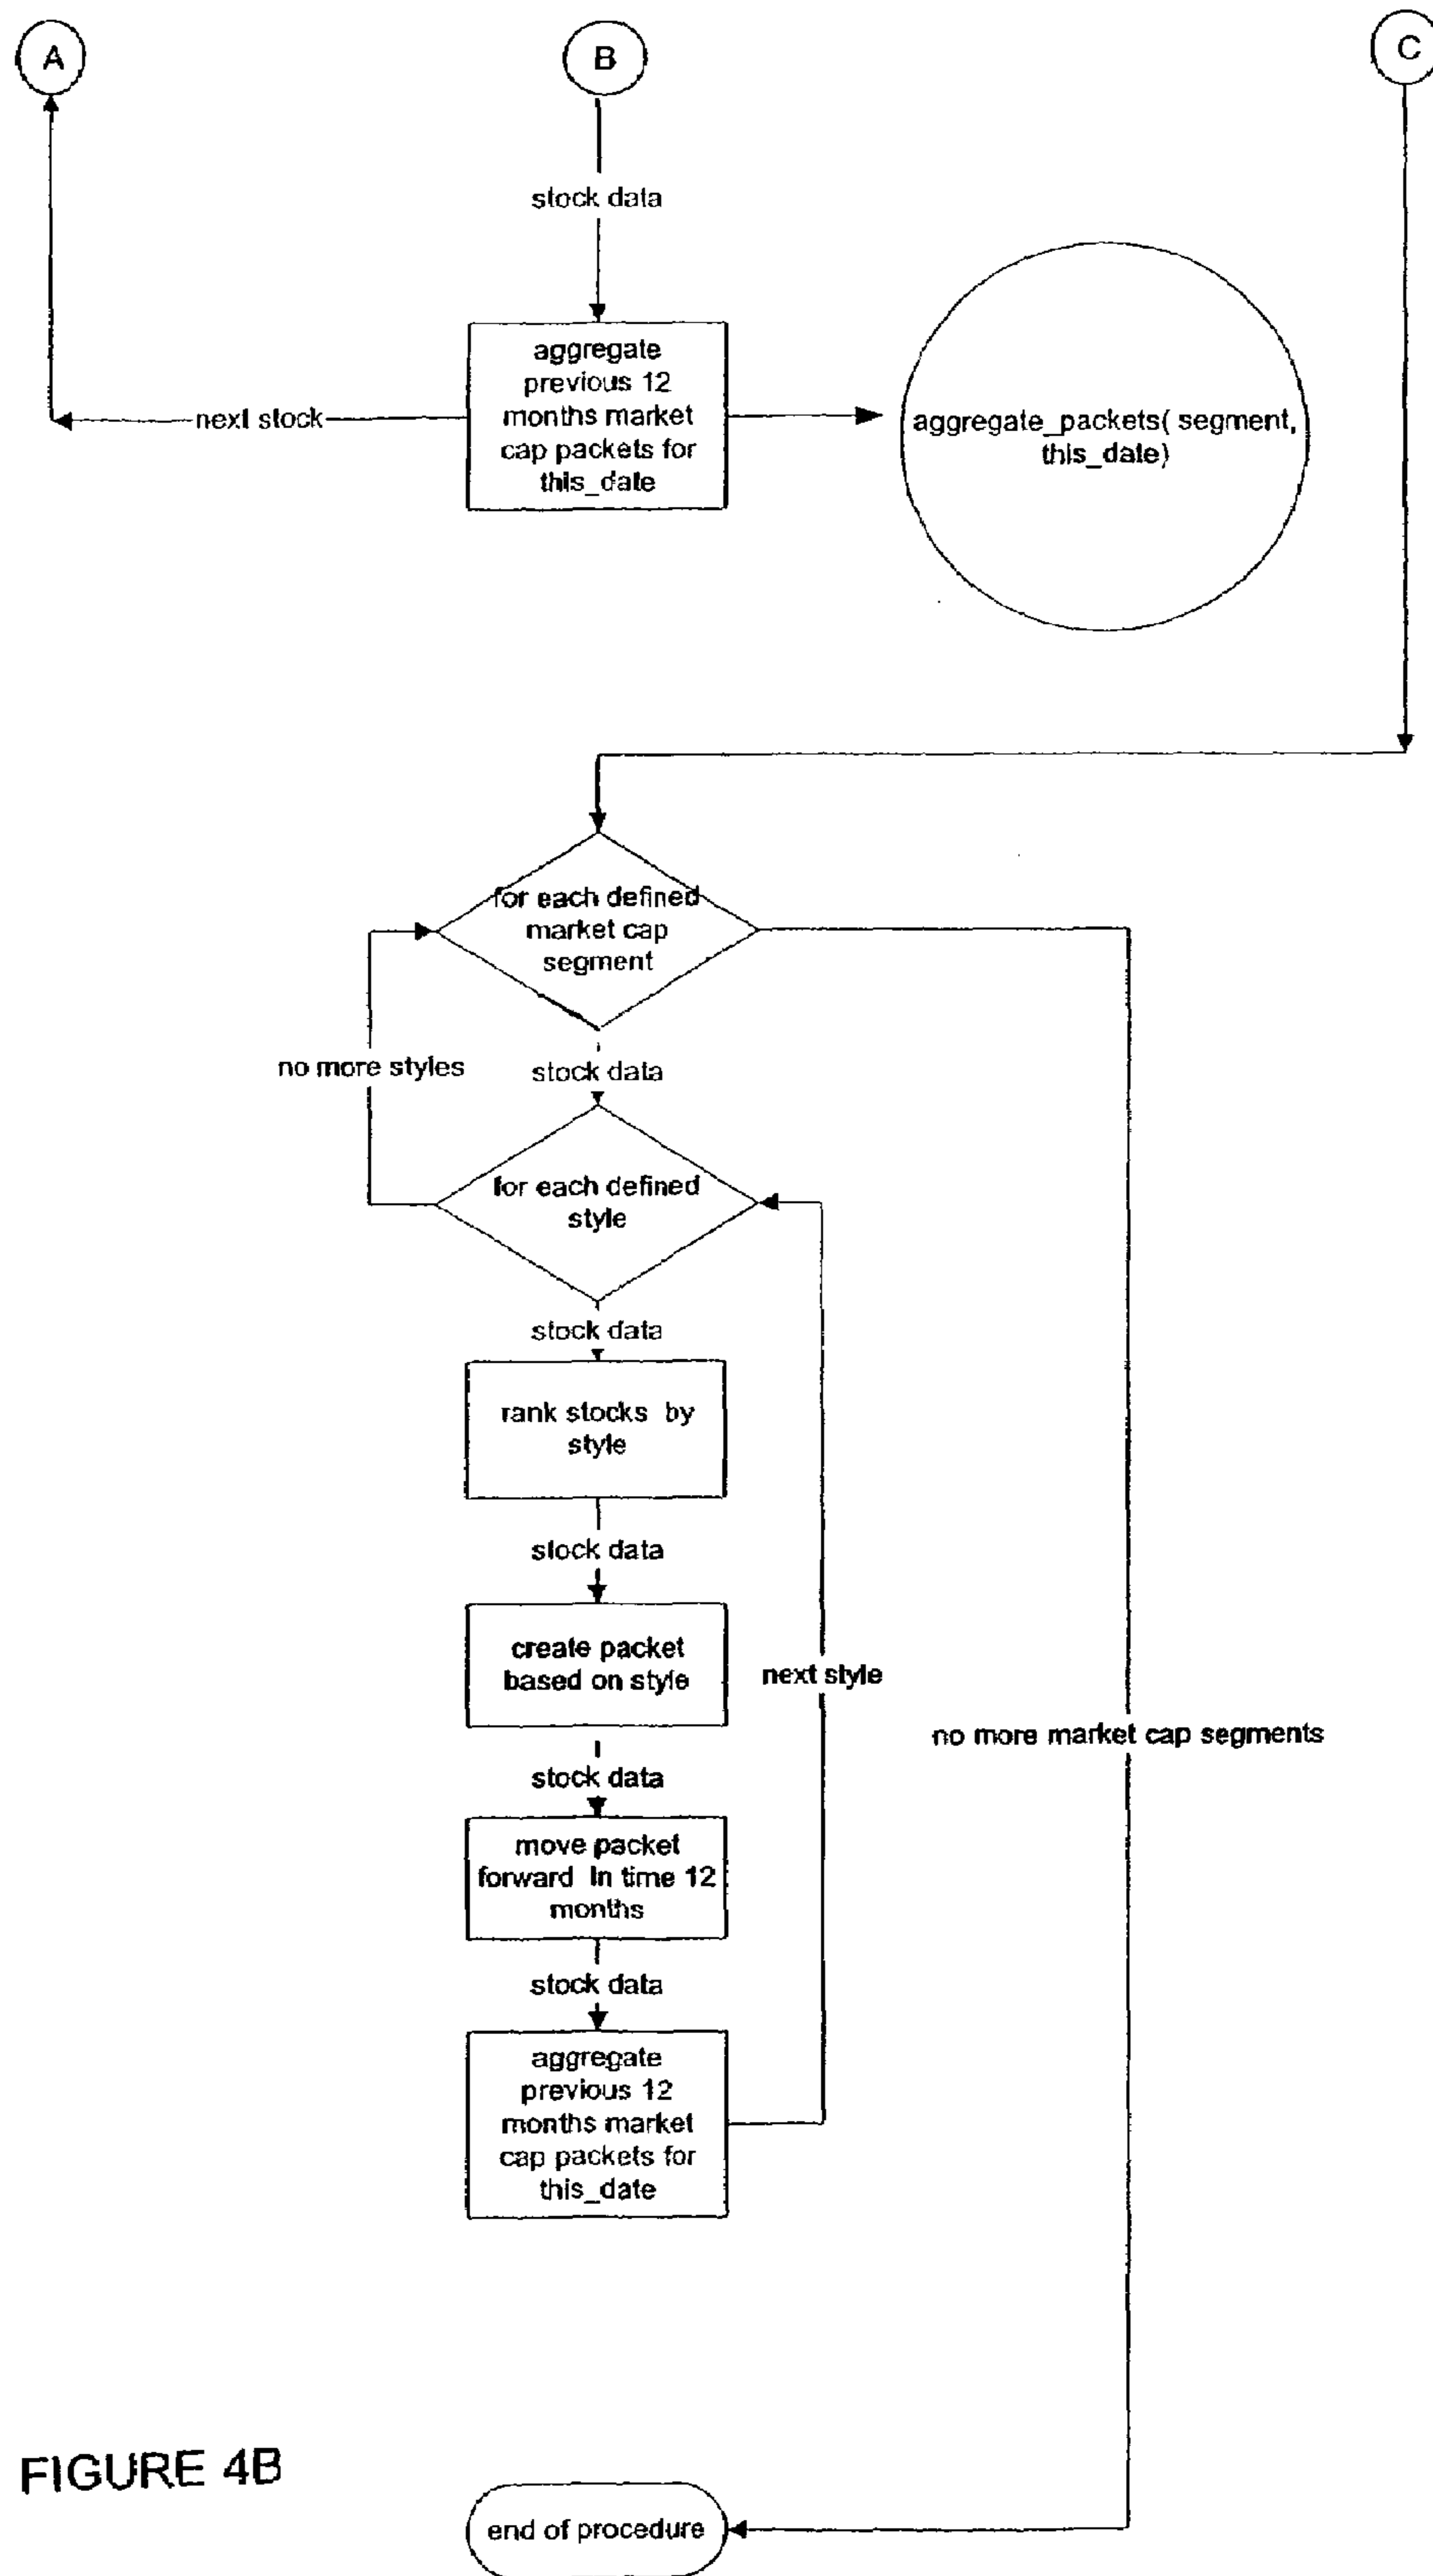 A
B
C
stock data
aggregate
previous 12
months market
cap packets for
this_date
next stock
aggregate_packets( segment,
this_date)
for each defined
market cap
segment
no more styles
stock data
for each defined
style
stock data
rank stocks by
style
stock data
create packet
based on style
next style
no more market cap segments
stock data
move packet
forward In time 12
months
stock data
aggregate
previous 12
months market
cap packets for
this_date
FIGURE 4B
end of procedure